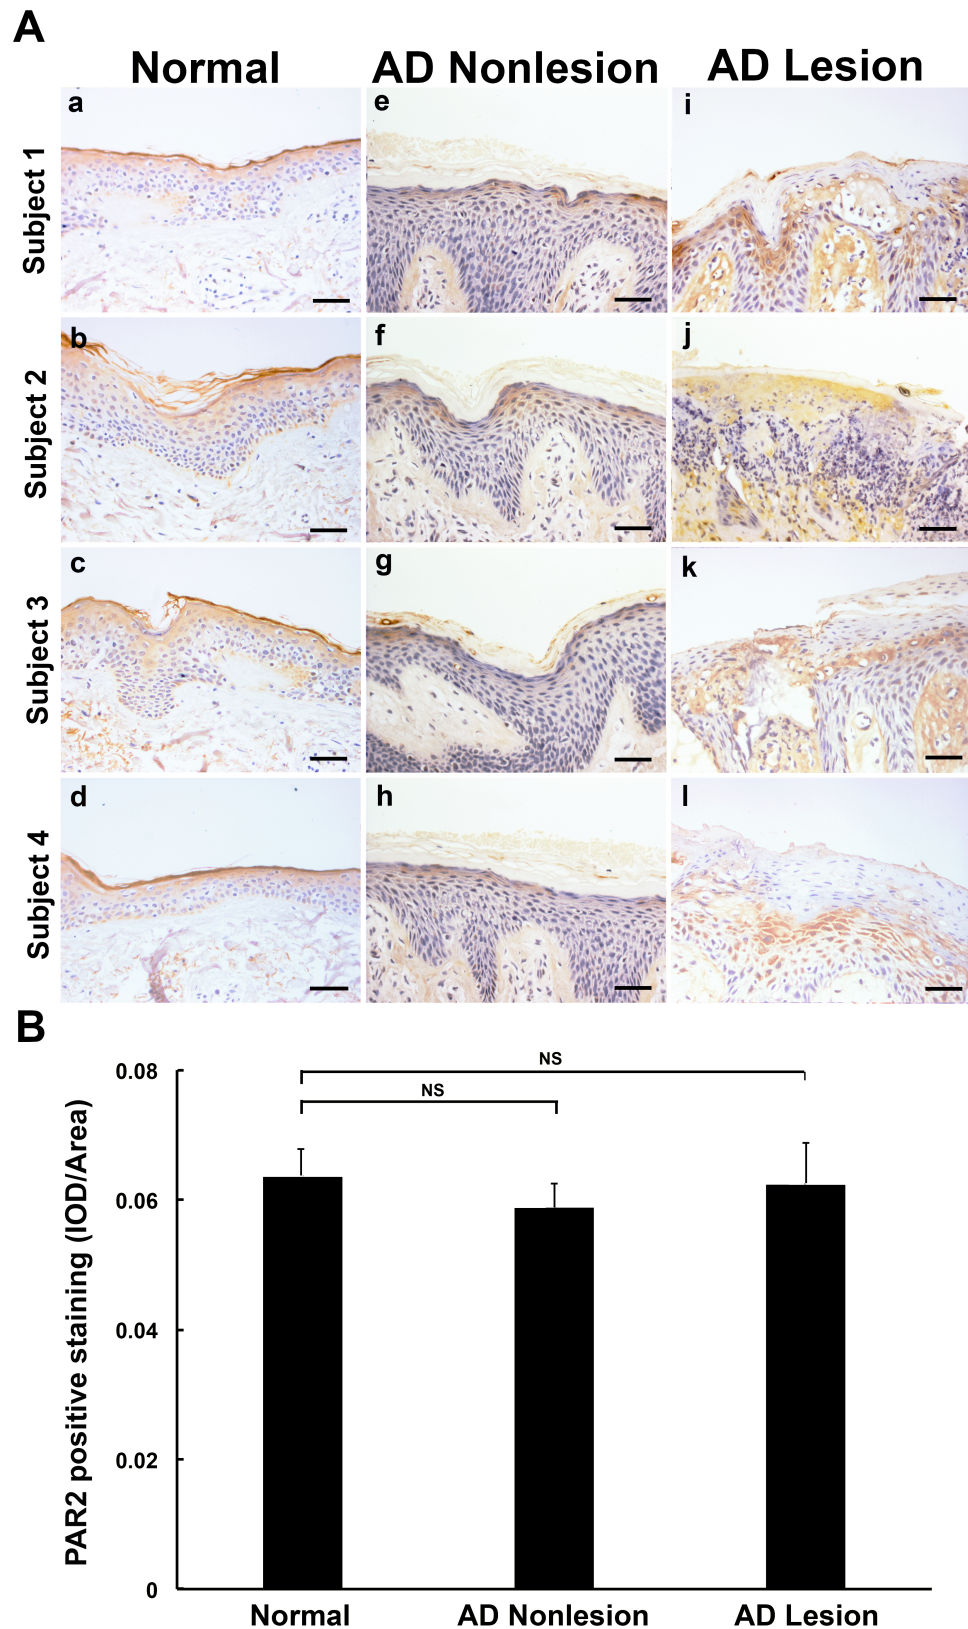 A
Normal AD Nonlesion AD Lesion
Subject 1
a e i
Subject 2
b f j
Subject 3
c g k
Subject 4
d h l
B
PAR2 positive staining (IOD/Area)
0.08
0.06
0.04
0.02
0
NS
NS
Normal AD Nonlesion AD Lesion